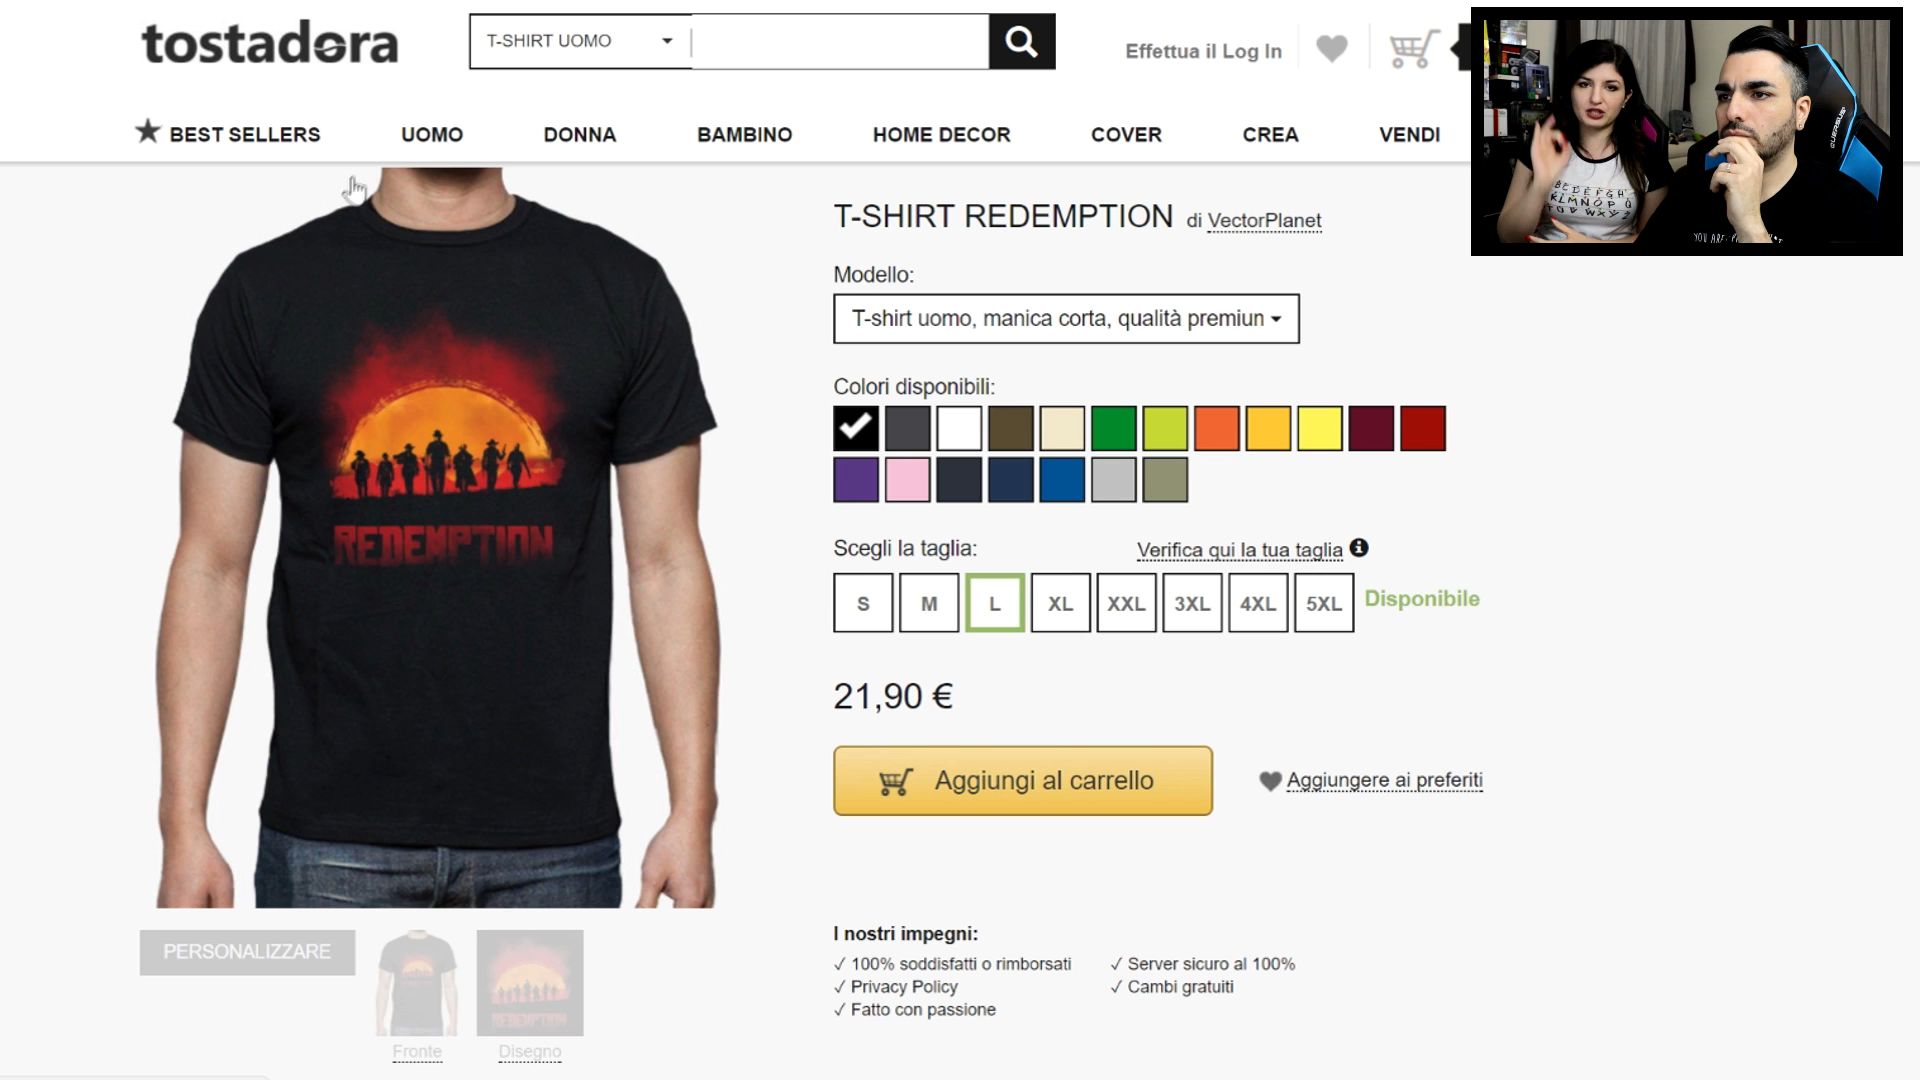 tostadora
T-SHIRT UOMO
Effettua il Log In
BEST SELLERS UOMO DONNA BAMBINO HOME DECOR COVER CREA VENDI
T-SHIRT REDEMPTION di VectorPlanet
Modello:
T-shirt uomo, manica corta, qualità premiun
Colori disponibili:
REDEMPTION
Scegli la taglia: Verifica qui la tua taglia
S M L XL XXL 3XL 4XL 5XL Disponibile
21,90 €
Aggiungi al carrello Aggiungere ai preferiti
PERSONALIZZARE
REDEMPTION
Fronte Disegno
I nostri impegni:
✓ 100% soddisfatti o rimborsati ✓ Server sicuro al 100%
✓ Privacy Policy ✓ Cambi gratuiti
✓ Fatto con passione